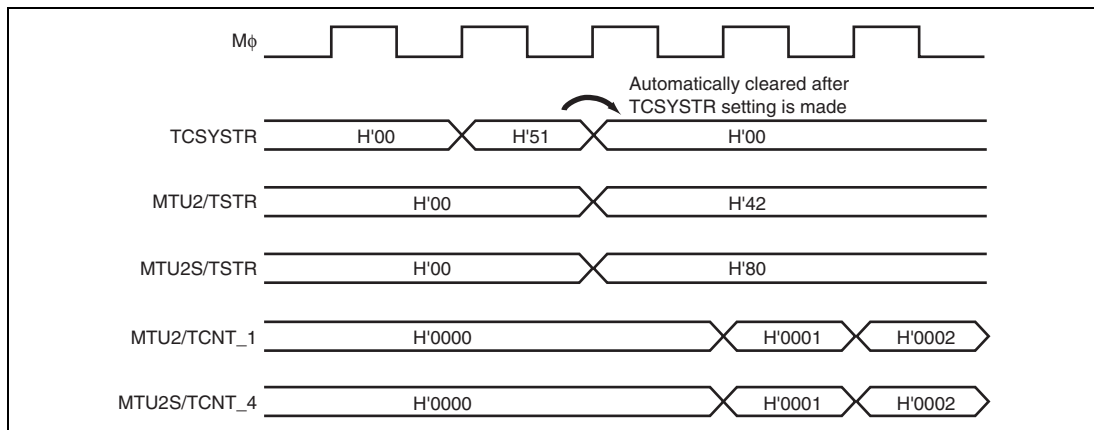 Mφ
Automatically cleared after
TCSYSTR setting is made
TCSYSTR H'00 H'51 H'00
MTU2/TSTR H'00 H'42
MTU2S/TSTR H'00 H'80
MTU2/TCNT_1 H'0000 H'0001 H'0002
MTU2S/TCNT_4 H'0000 H'0001 H'0002